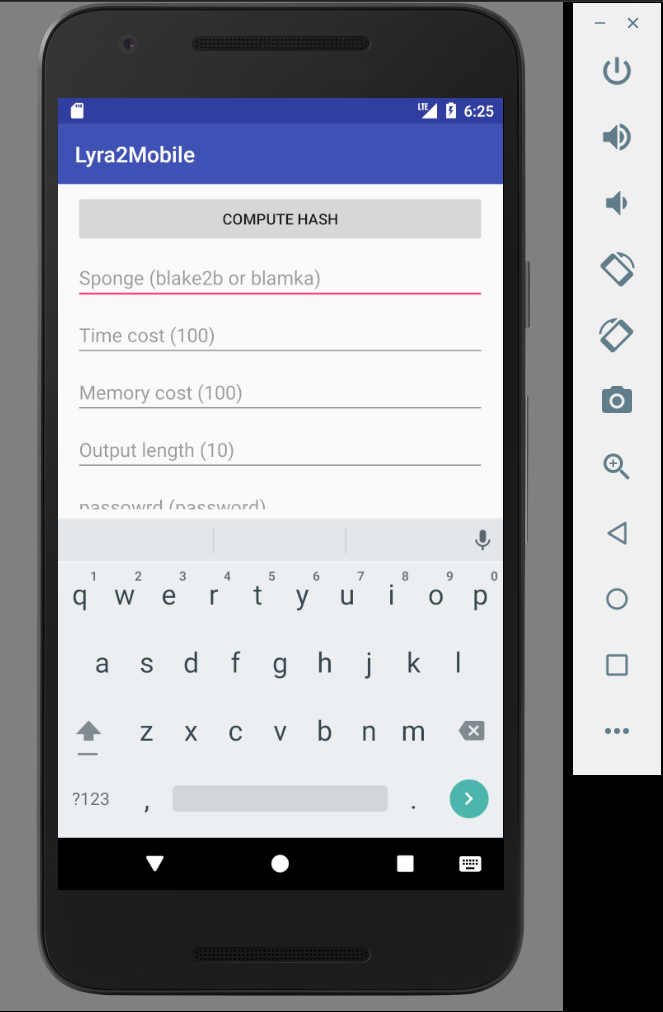 LTE 6:25
Lyra2Mobile
COMPUTE HASH
Sponge (blake2b or blamka)
Time cost (100)
Memory cost (100)
Output length (10)
passowrd (password)
1 2 3 4 5 6 7 8 9 0
q w e r t y u i o p
a s d f g h j k l
z x c v b n m
?123 , .